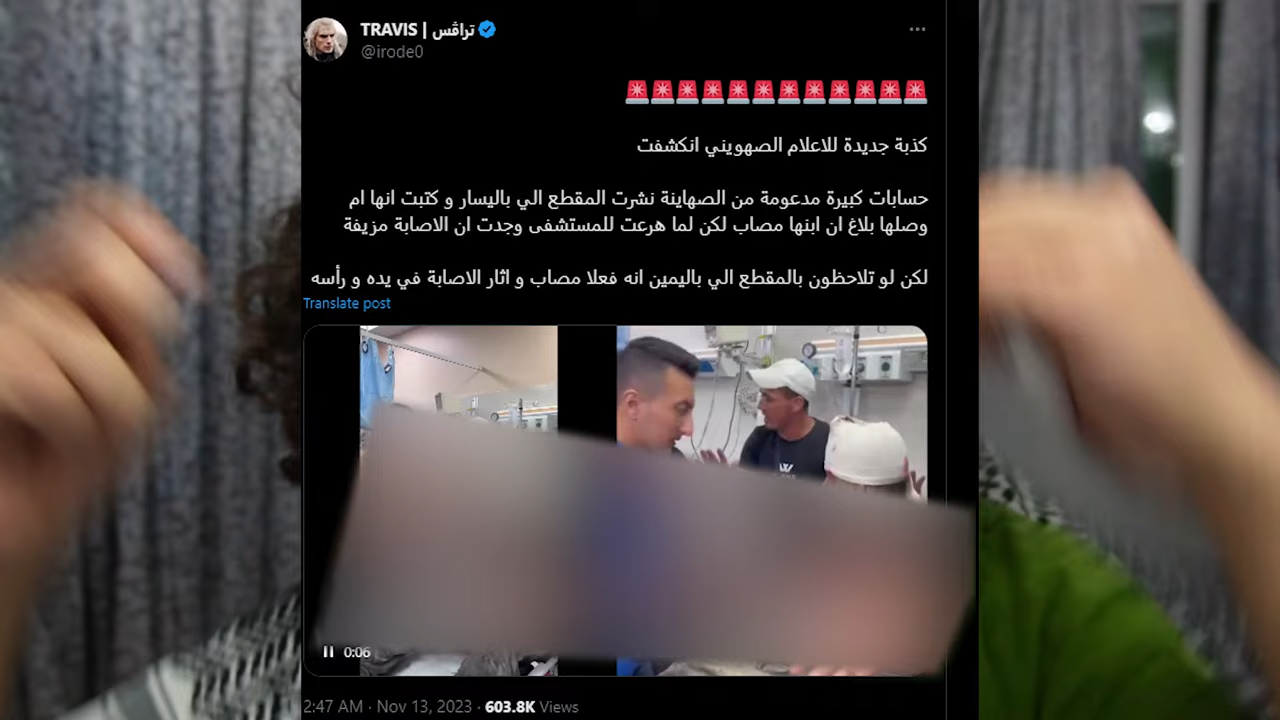 TRAVIS | تراڤس
@irode0
كذبة جديدة للاعلام الصهويني انكشفت
حسابات كبيرة مدعومة من الصهاينة نشرت المقطع الي باليسار و كتبت انها ام
وصلها بلاغ ان ابنها مصاب لكن لما هرعت للمستشفى وجدت ان الاصابة مزيفة
لكن لو تلاحظون بالمقطع الي باليمين انه فعلا مصاب و اثار الاصابة في يده و رأسه
Translate post
0:06
2:47 AM · Nov 13, 2023 · 603.8K Views